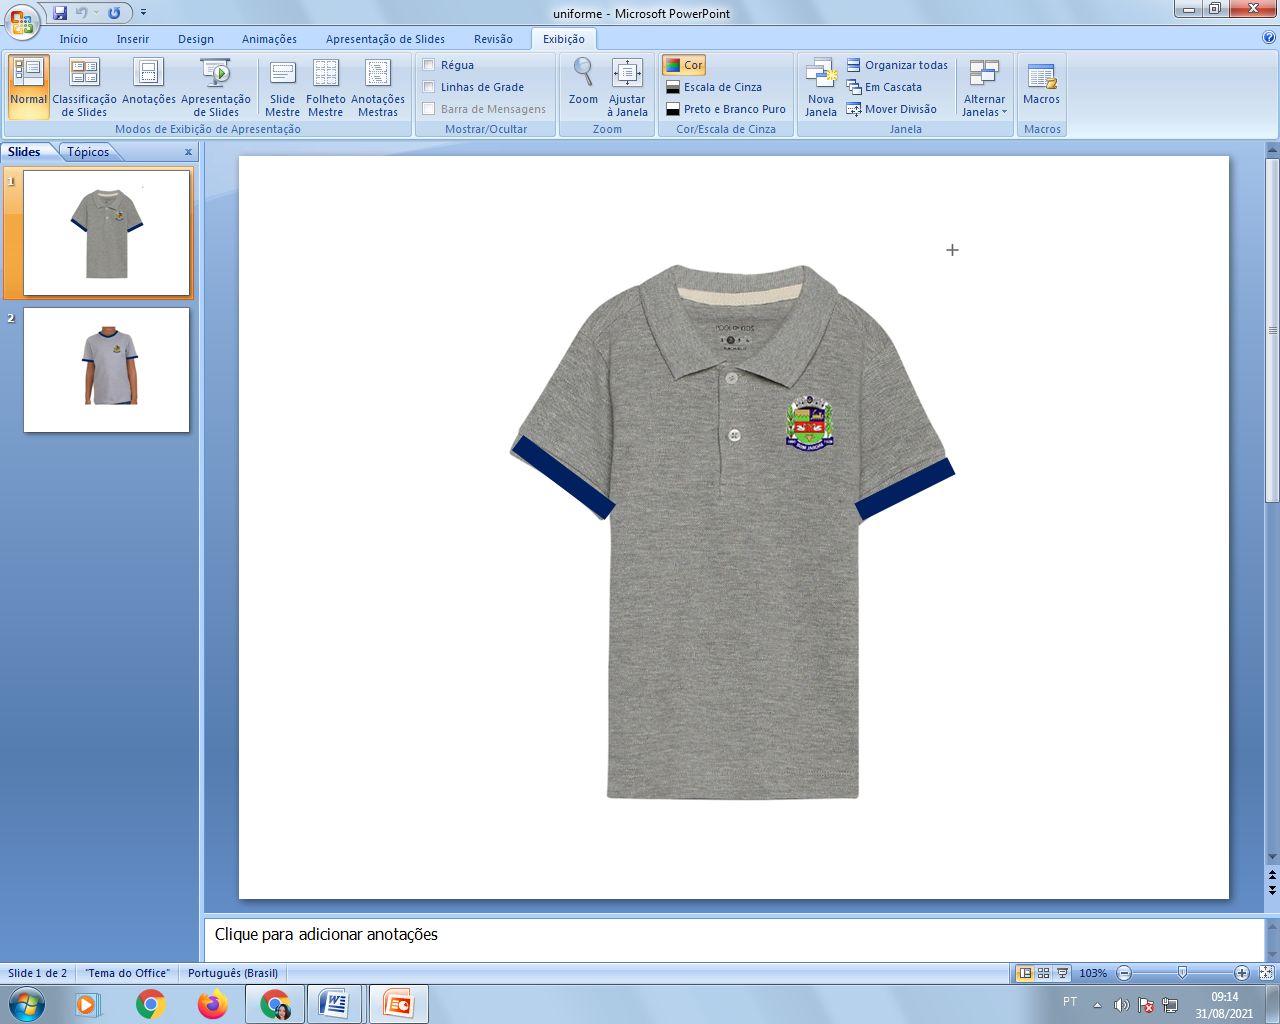 uniforme - Microsoft PowerPoint
Início
Inserir
Design
Animações
Apresentação de Slides
Revisão
Exibição
Normal
Classificação de Slides
Anotações
Apresentação de Slides
Slide Mestre
Folheto Mestre
Anotações Mestras
Modos de Exibição de Apresentação
Régua
Linhas de Grade
Barra de Mensagens
Mostrar/Ocultar
Zoom
Ajustar à Janela
Zoom
Cor
Escala de Cinza
Preto e Branco Puro
Cor/Escala de Cinza
Nova Janela
Organizar todas
Em Cascata
Mover Divisão
Alternar Janelas
Janela
Macros
Macros
Slides
Tópicos
x
1
2
BOM JARDIM
Clique para adicionar anotações
Slide 1 de 2
"Tema do Office"
Português (Brasil)
103%
PT
09:14
31/08/2021